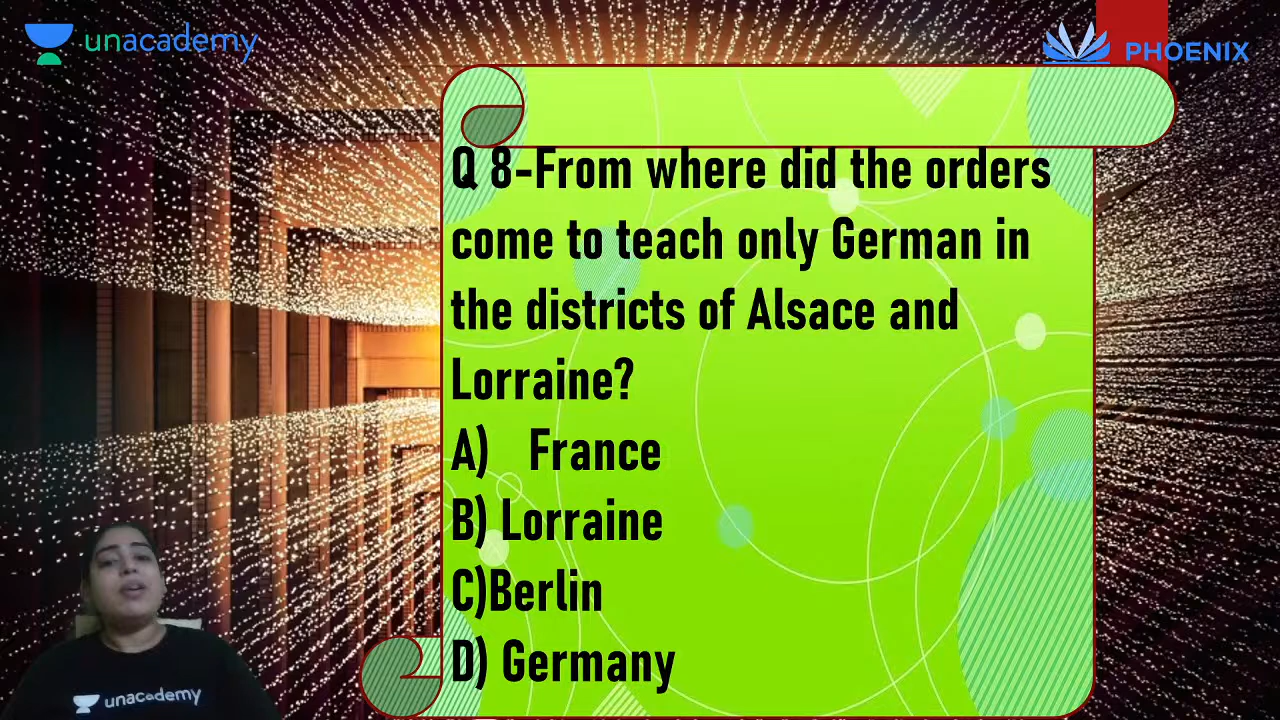 unacademy
PHOENIX
Q 8-From where did the orders
come to teach only German in
the districts of Alsace and
Lorraine?
A) France
B) Lorraine
C)Berlin
D) Germany
unacademy